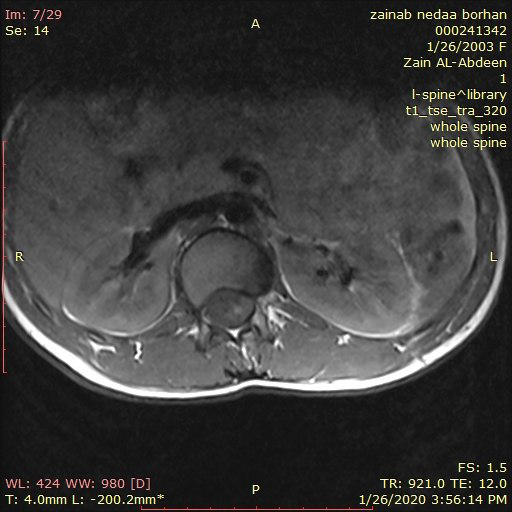 Im: 7/29
Se: 14
A
zainab nedaa borhan
000241342
1/26/2003 F
Zain AL-Abdeen
1
l-spine^library
t1_tse_tra_320
whole spine
whole spine
R
L
WL: 424 WW: 980 [D]
T: 4.0mm L: -200.2mm*
P
FS: 1.5
TR: 921.0 TE: 12.0
1/26/2020 3:56:14 PM